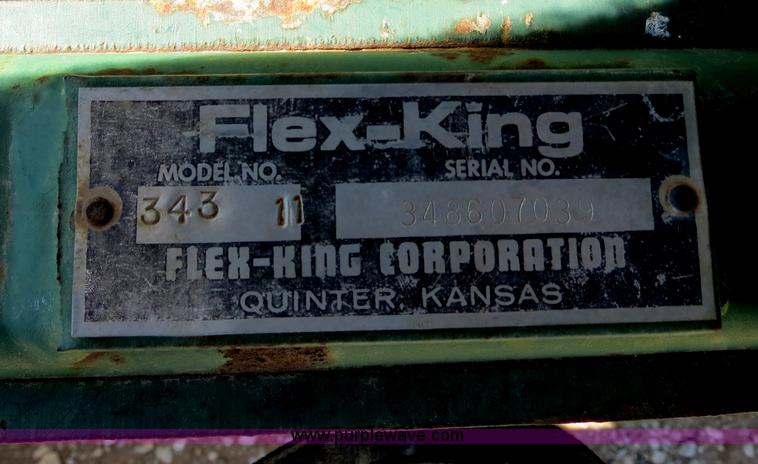 Flex-King
MODEL NO. SERIAL NO.
343 11 348607039
FLEX-KING CORPORATION
QUINTER, KANSAS
www.purplewave.com